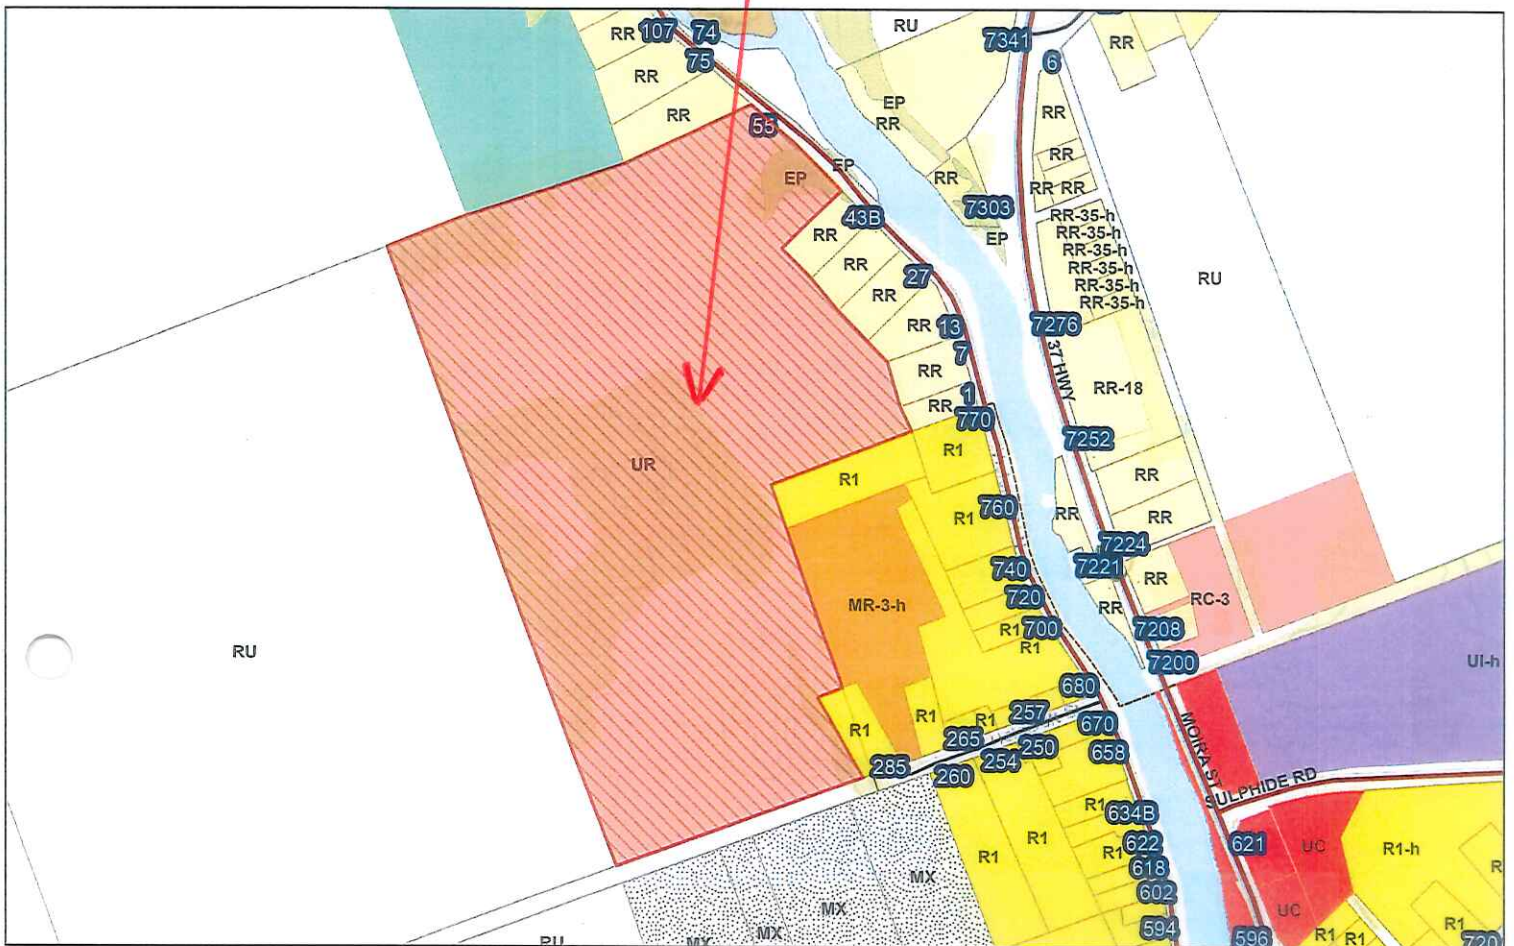 RR 107 74
RU
7341
RR
75
6
RR
RR
EP
RR
RR
RR
55
RR
EP
EP
RR
RR RR
7303
43B
RR-35-h
RR
RR-35-h
EP
RR-35-h
RR
RR-35-h
27
RR-35-h
RU
RR
RR-35-h
RR 13
7276
7
37 HWY
RR
RR-18
1
RR
770
7252
R1
UR
R1
RR
760
R1
RR
RR
7224
740
7221
RR
720
MR-3-h
RR
RC-3
R1 700
7208
R1
RU
7200
UI-h
680
257
R1
R1
R1
265
670
250
658
MOIRA ST
254
285
260
SULPHIDE RD
R1
634B
R1
622
621
UC
R1-h
R1
R1
618
MX
602
MX
UC
594
R1
596
R1
R1
MX
MX
RU
720